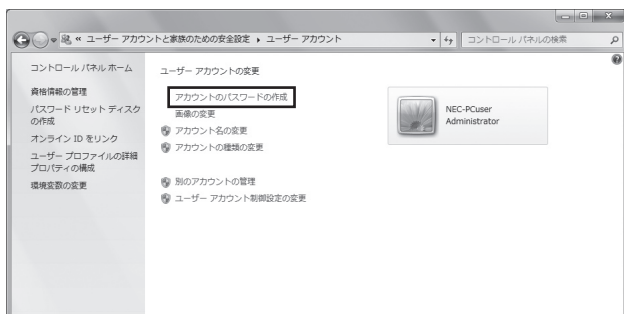 « ユーザー アカウントと家族のための安全設定 ▸ ユーザー アカウント
コントロール パネルの検索
コントロール パネル ホーム
資格情報の管理
パスワード リセット ディスク
の作成
オンライン ID をリンク
ユーザー プロファイルの詳細
プロパティの構成
環境変数の変更
ユーザー アカウントの変更
アカウントのパスワードの作成
画像の変更
アカウント名の変更
アカウントの種類の変更
別のアカウントの管理
ユーザー アカウント制御設定の変更
NEC-PCuser
Administrator